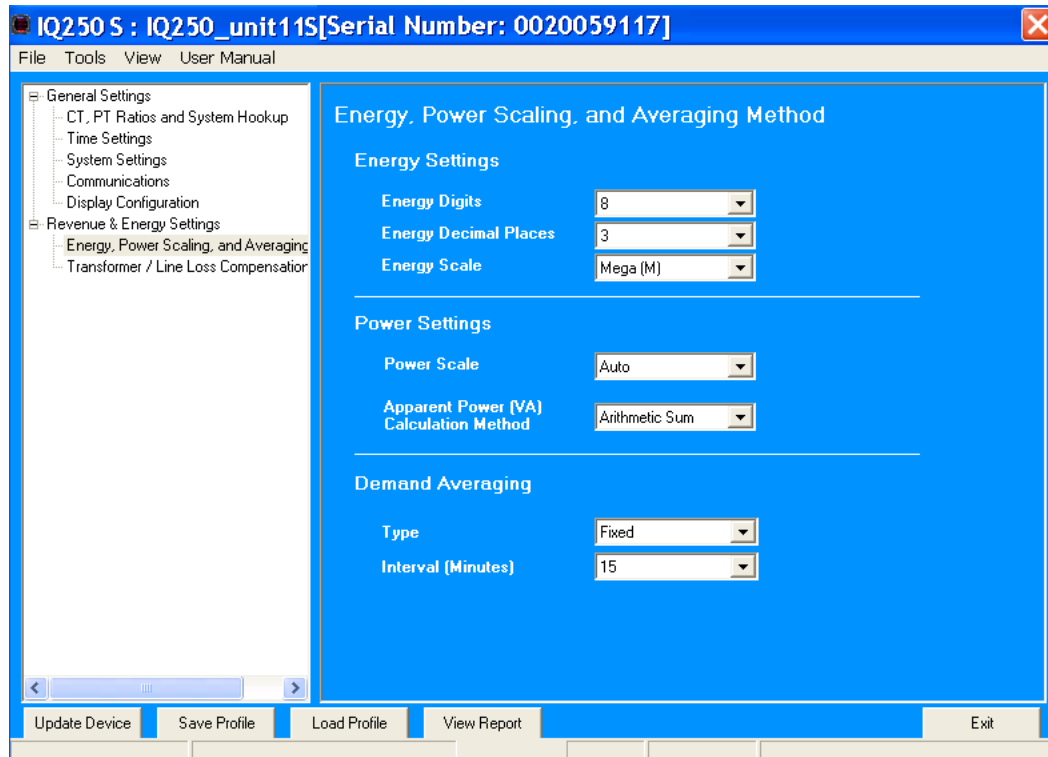 IQ250 S : IQ250_unit11S[Serial Number: 0020059117]
File Tools View User Manual
General Settings
CT, PT Ratios and System Hookup
Time Settings
System Settings
Communications
Display Configuration
Revenue & Energy Settings
Energy, Power Scaling, and Averaging
Transformer / Line Loss Compensation
Energy, Power Scaling, and Averaging Method
Energy Settings
Energy Digits 8
Energy Decimal Places 3
Energy Scale Mega (M)
Power Settings
Power Scale Auto
Apparent Power (VA)
Calculation Method Arithmetic Sum
Demand Averaging
Type Fixed
Interval (Minutes) 15
Update Device Save Profile Load Profile View Report Exit